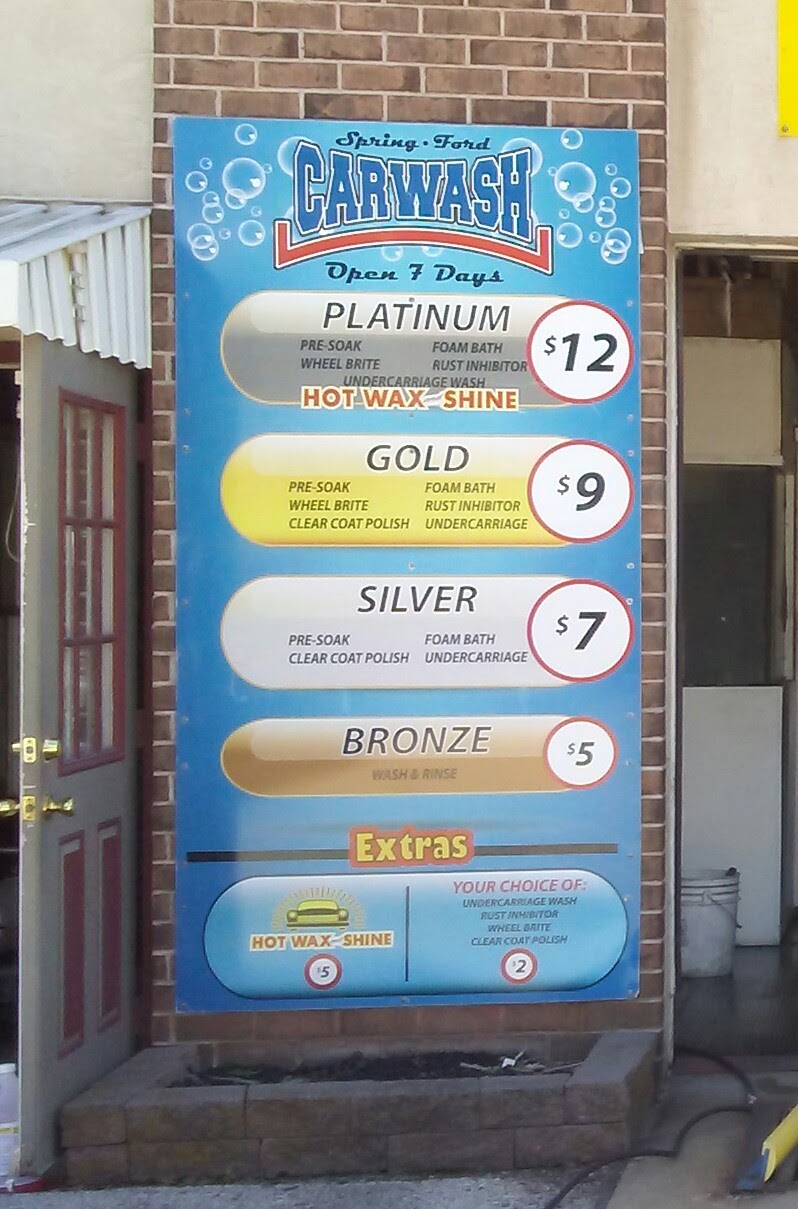 Spring · Ford
CARWASH
Open 7 Days
PLATINUM
$12
PRE-SOAK FOAM BATH
WHEEL BRITE RUST INHIBITOR
UNDERCARRIAGE WASH
HOT WAX SHINE
GOLD
$9
PRE-SOAK FOAM BATH
WHEEL BRITE RUST INHIBITOR
CLEAR COAT POLISH UNDERCARRIAGE
SILVER
$7
PRE-SOAK FOAM BATH
CLEAR COAT POLISH UNDERCARRIAGE
BRONZE
$5
WASH & RINSE
Extras
HOT WAX SHINE
$5
YOUR CHOICE OF:
UNDERCARRIAGE WASH
RUST INHIBITOR
WHEEL BRITE
CLEAR COAT POLISH
$2